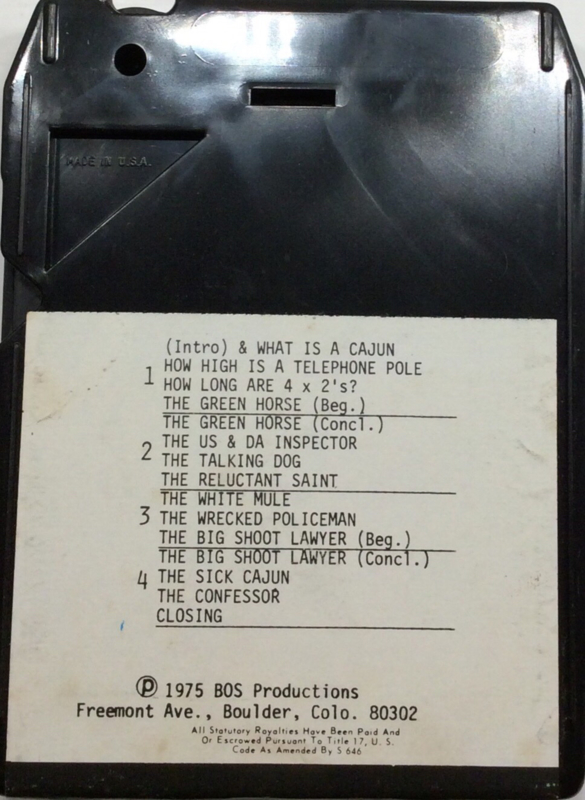 MADE IN U.S.A.
(Intro) & WHAT IS A CAJUN
1 HOW HIGH IS A TELEPHONE POLE
HOW LONG ARE 4 x 2's?
THE GREEN HORSE (Beg.)
THE GREEN HORSE (Concl.)
2 THE US & DA INSPECTOR
THE TALKING DOG
THE RELUCTANT SAINT
THE WHITE MULE
3 THE WRECKED POLICEMAN
THE BIG SHOOT LAWYER (Beg.)
THE BIG SHOOT LAWYER (Concl.)
4 THE SICK CAJUN
THE CONFESSOR
CLOSING
℗ 1975 BOS Productions
Freemont Ave., Boulder, Colo. 80302
All Statutory Royalties Have Been Paid And
Or Escrowed Pursuant To Title 17, U. S.
Code As Amended By S 646